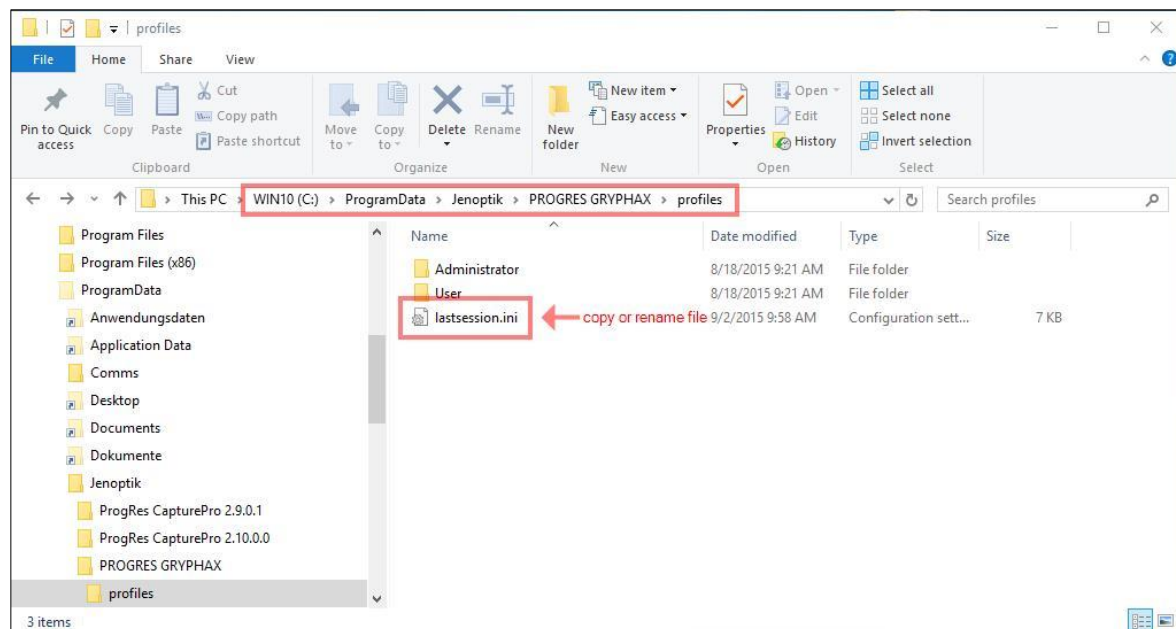 profiles
File Home Share View
Pin to Quick access
Copy
Paste
Cut
Copy path
Paste shortcut
Clipboard
Move to
Copy to
Delete
Rename
Organize
New folder
New item
Easy access
New
Properties
Open
Edit
History
Open
Select all
Select none
Invert selection
Select
This PC > WIN10 (C:) > ProgramData > Jenoptik > PROGRES GRYPHAX > profiles
Search profiles
Program Files
Program Files (x86)
ProgramData
Anwendungsdaten
Application Data
Comms
Desktop
Documents
Dokumente
Jenoptik
ProgRes CapturePro 2.9.0.1
ProgRes CapturePro 2.10.0.0
PROGRES GRYPHAX
profiles
Name Date modified Type Size
Administrator 8/18/2015 9:21 AM File folder
User 8/18/2015 9:21 AM File folder
lastsession.ini copy or rename file 9/2/2015 9:58 AM Configuration sett... 7 KB
3 items